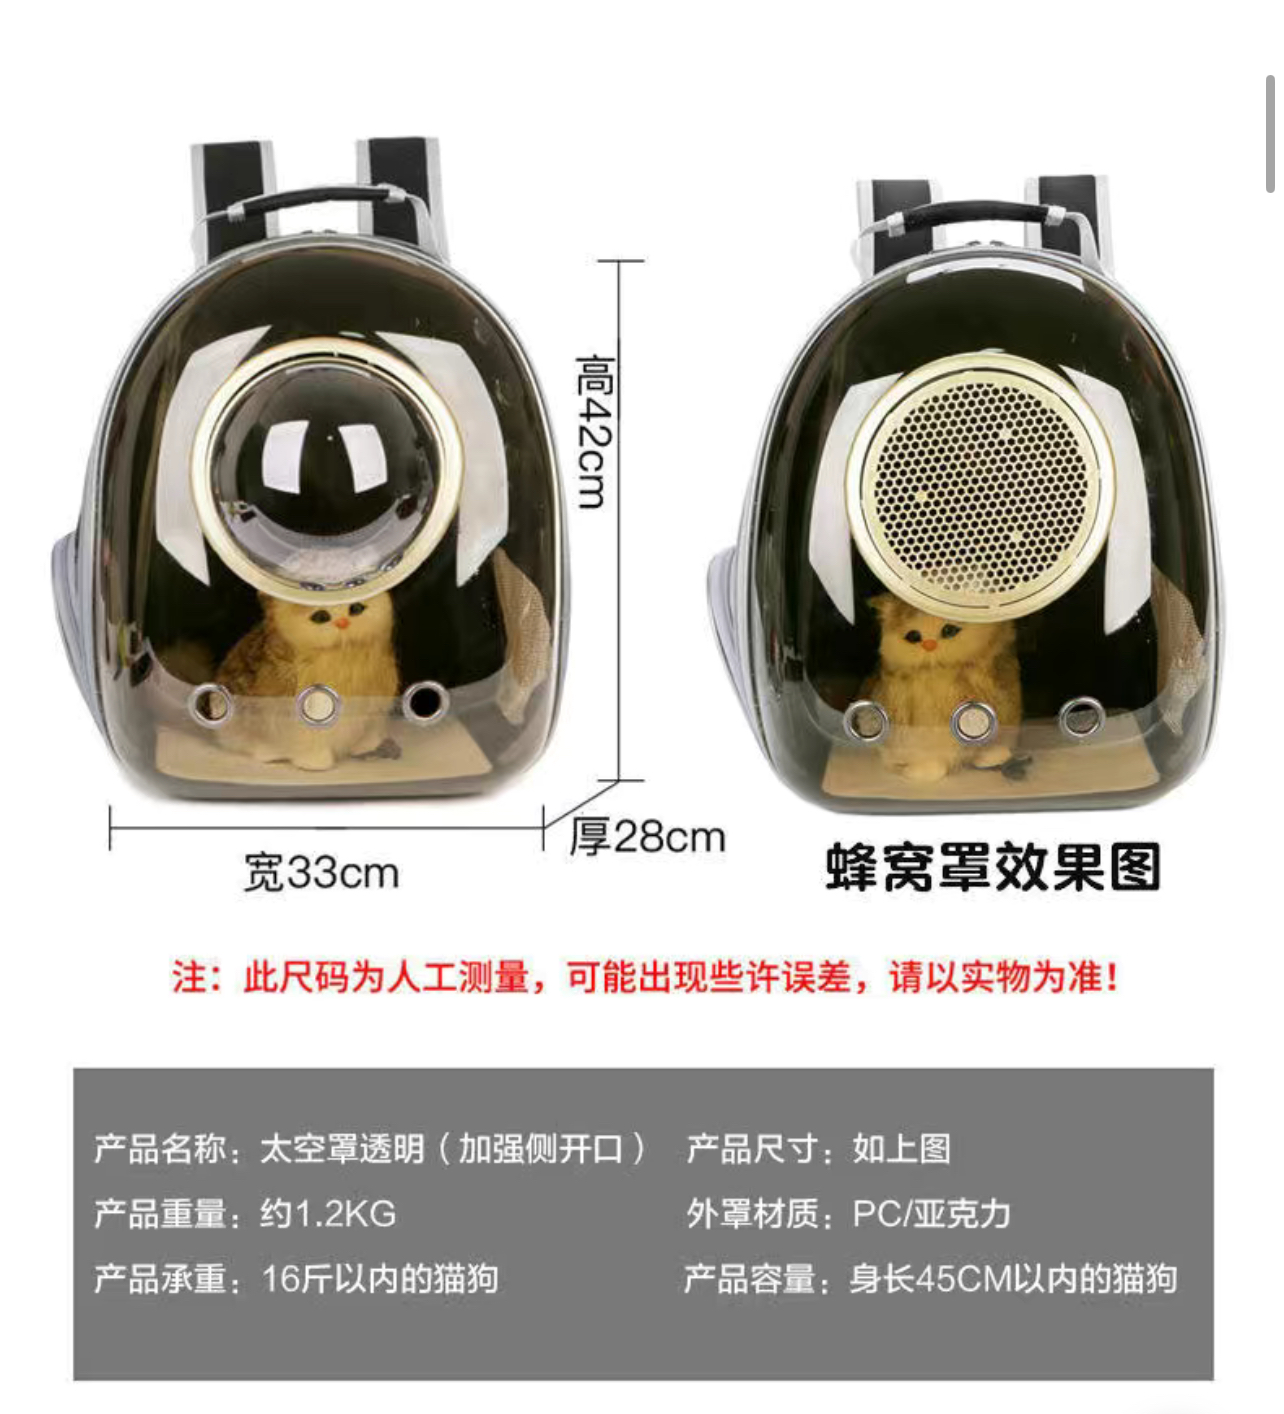 高42cm
宽33cm
厚28cm
蜂窝罩效果图
注：此尺码为人工测量，可能出现些许误差，请以实物为准！
产品名称：太空罩透明（加强侧开口） 产品尺寸：如上图
产品重量：约1.2KG 外罩材质：PC/亚克力
产品承重：16斤以内的猫狗 产品容量：身长45CM以内的猫狗